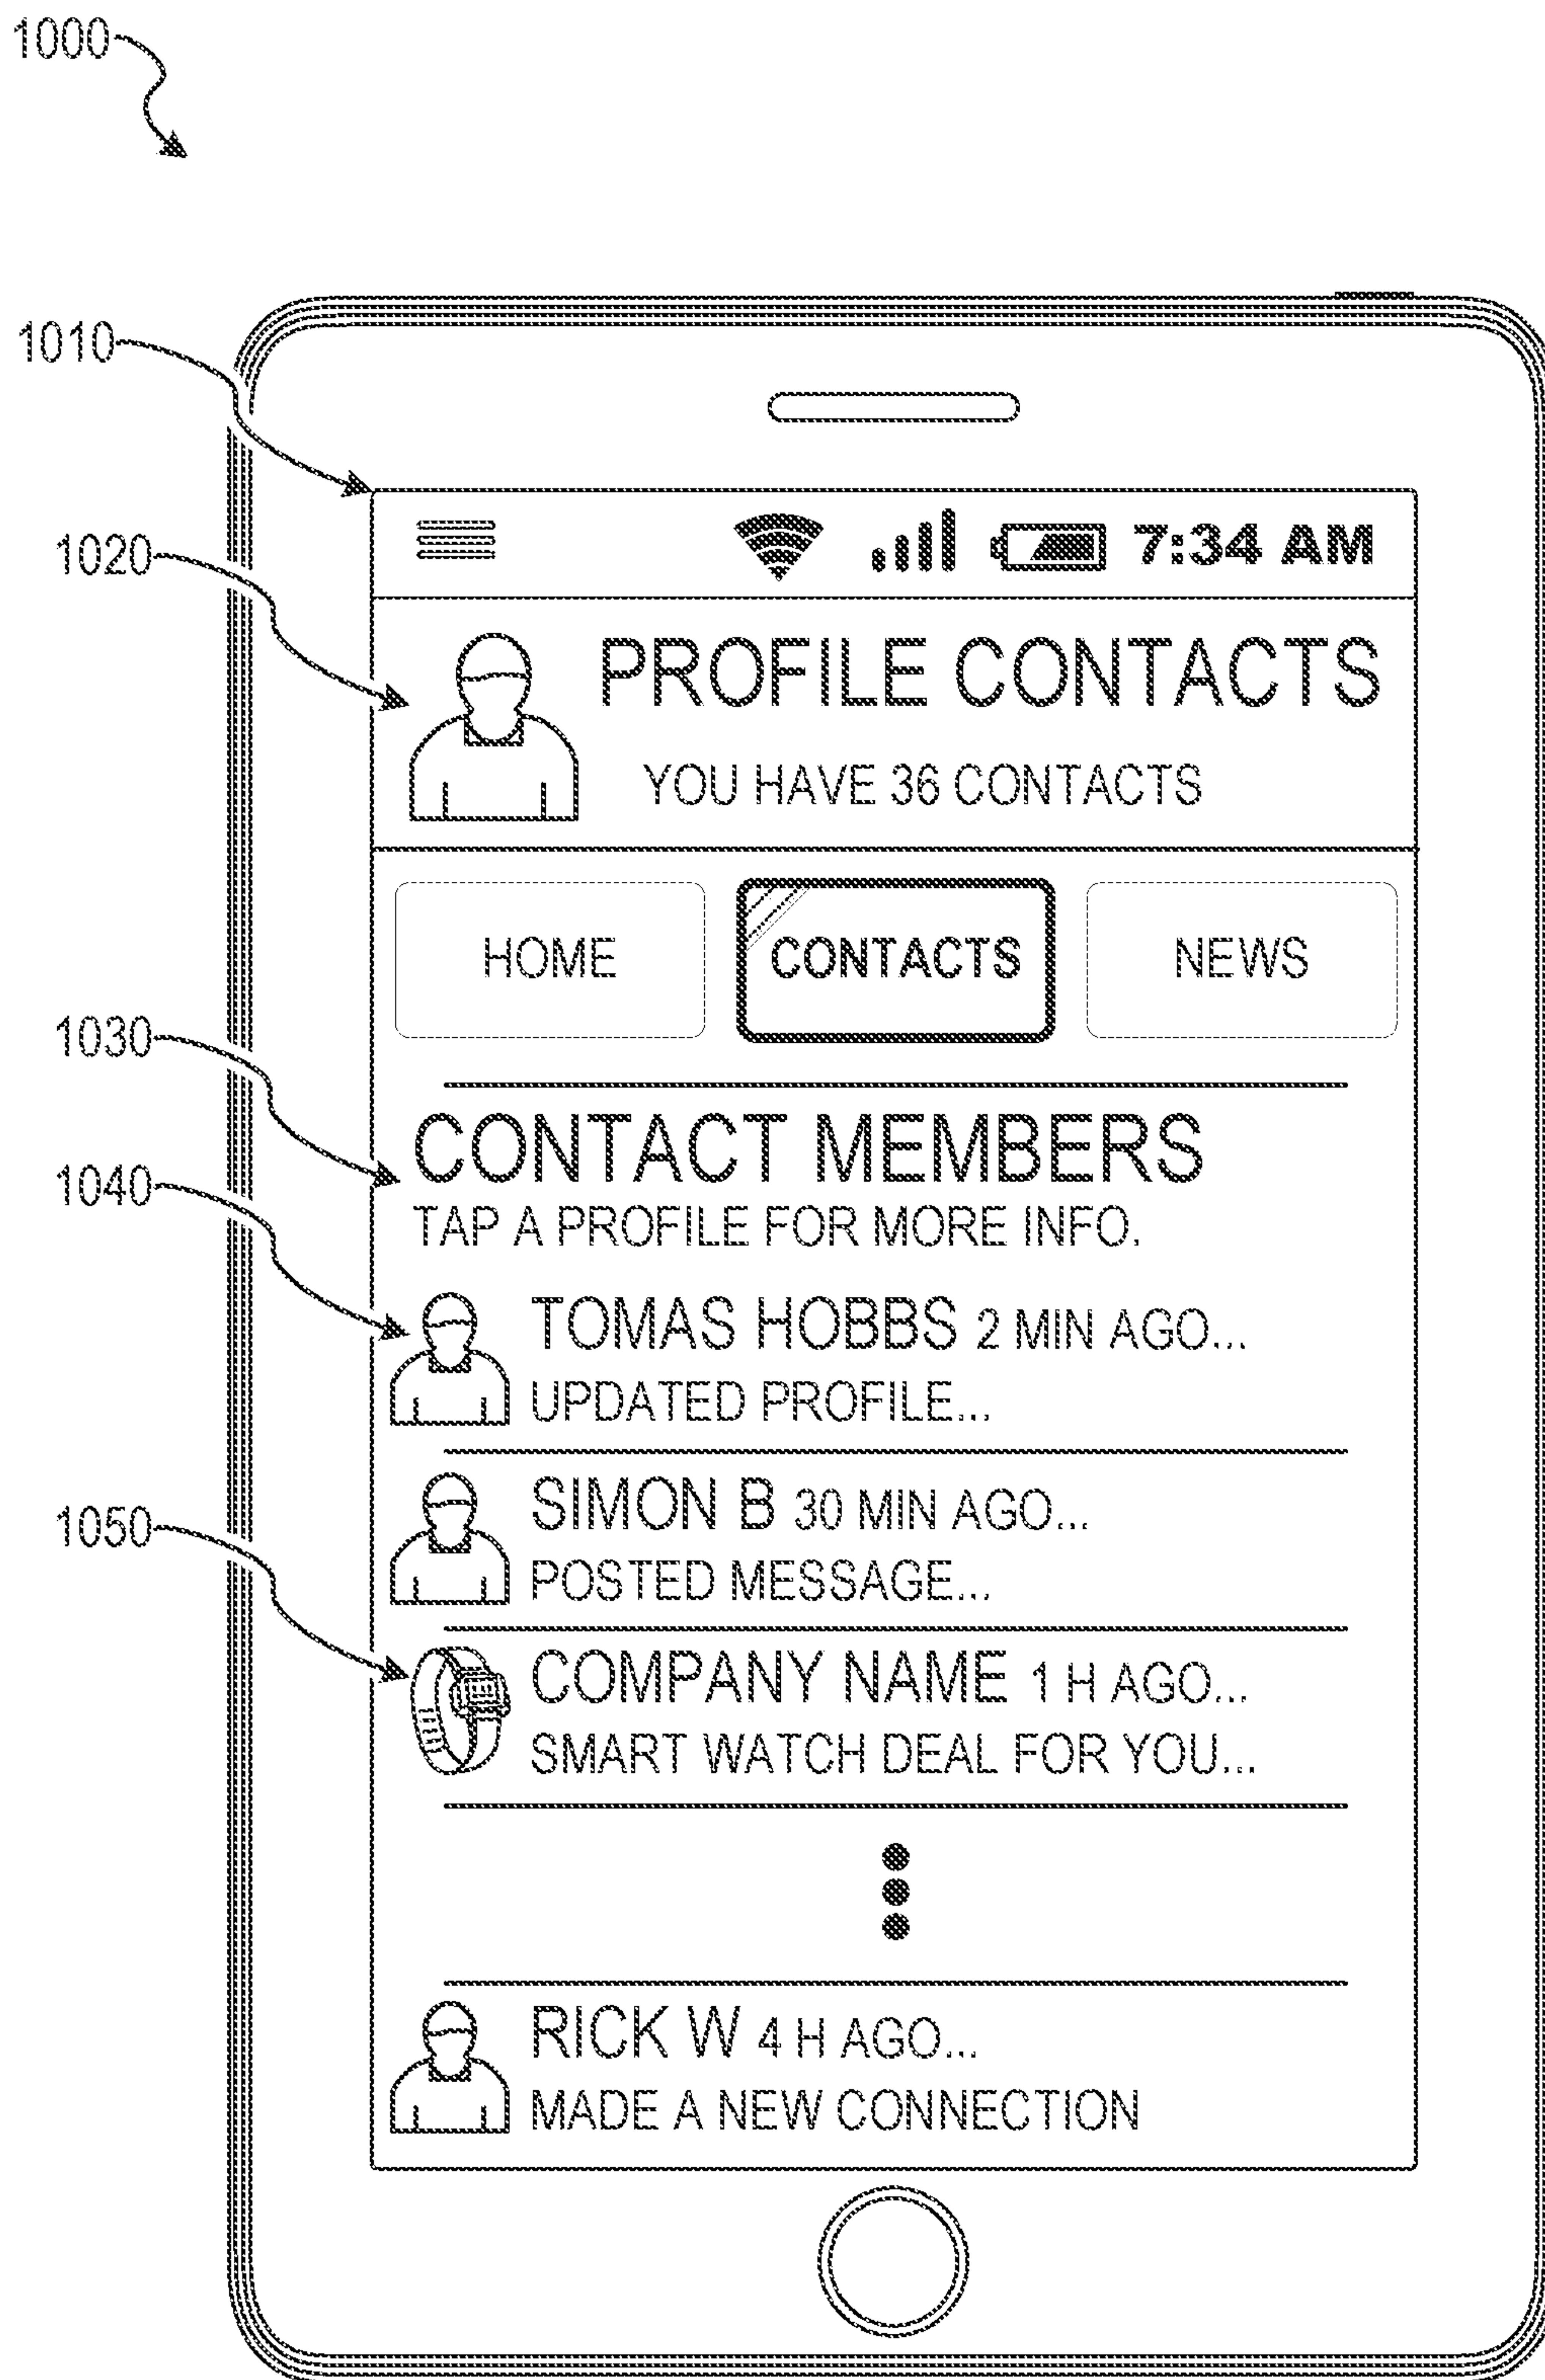 1000
1010
7:34 AM
1020
PROFILE CONTACTS
YOU HAVE 36 CONTACTS
HOME
CONTACTS
NEWS
1030
CONTACT MEMBERS
TAP A PROFILE FOR MORE INFO.
1040
TOMAS HOBBS 2 MIN AGO...
UPDATED PROFILE...
SIMON B 30 MIN AGO...
POSTED MESSAGE...
1050
COMPANY NAME 1 H AGO...
SMART WATCH DEAL FOR YOU...
RICK W 4 H AGO...
MADE A NEW CONNECTION